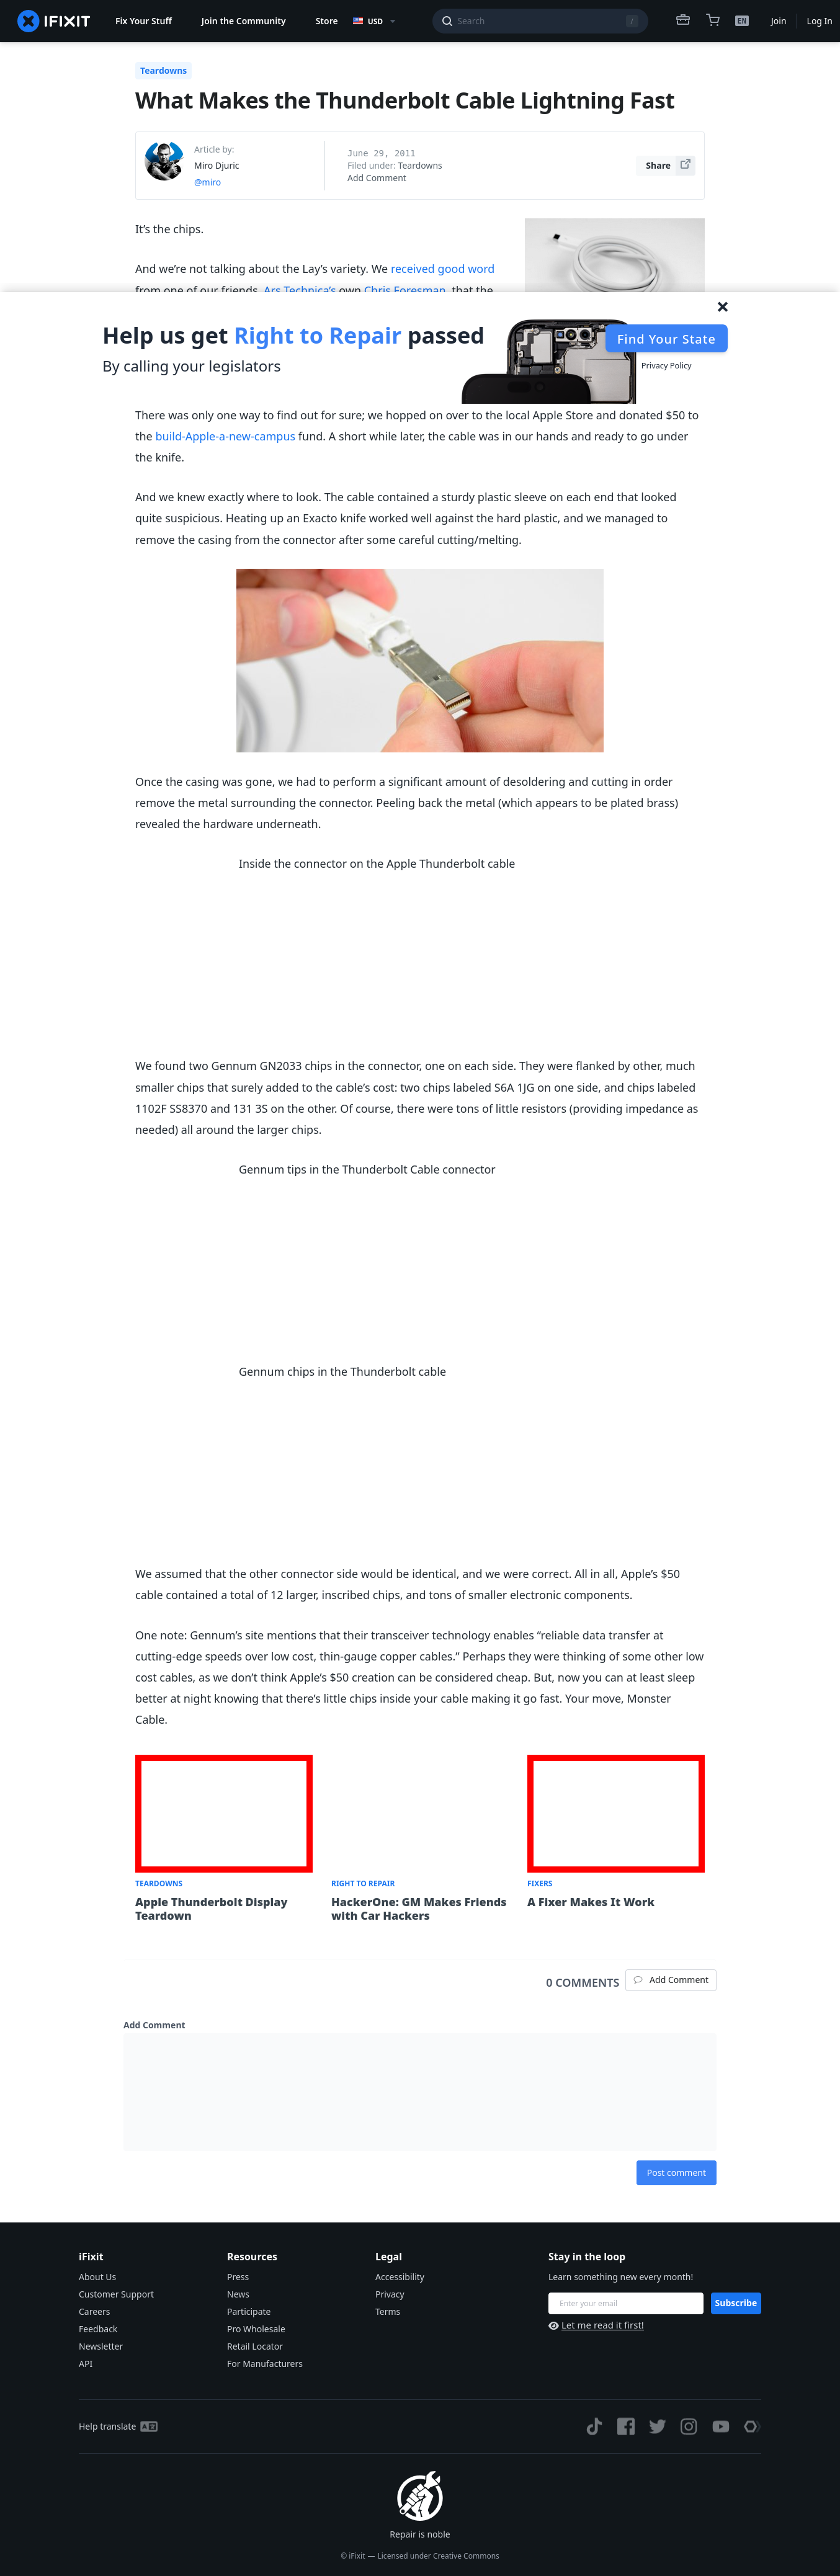 IFIXIT
Fix Your Stuff
Join the Community
Store
USD
Search
/
EN
Join
Log In
Teardowns
What Makes the Thunderbolt Cable Lightning Fast
Article by:
Miro Djuric
@miro
June 29, 2011
Filed under: Teardowns
Add Comment
Share
It’s the chips.
And we’re not talking about the Lay’s variety. We received good word
from one of our friends, Ars Technica’s own Chris Foresman, that the
Help us get Right to Repair passed
By calling your legislators
Find Your State
Privacy Policy
There was only one way to find out for sure; we hopped on over to the local Apple Store and donated $50 to
the build-Apple-a-new-campus fund. A short while later, the cable was in our hands and ready to go under
the knife.
And we knew exactly where to look. The cable contained a sturdy plastic sleeve on each end that looked
quite suspicious. Heating up an Exacto knife worked well against the hard plastic, and we managed to
remove the casing from the connector after some careful cutting/melting.
Once the casing was gone, we had to perform a significant amount of desoldering and cutting in order
remove the metal surrounding the connector. Peeling back the metal (which appears to be plated brass)
revealed the hardware underneath.
Inside the connector on the Apple Thunderbolt cable
We found two Gennum GN2033 chips in the connector, one on each side. They were flanked by other, much
smaller chips that surely added to the cable’s cost: two chips labeled S6A 1JG on one side, and chips labeled
1102F SS8370 and 131 3S on the other. Of course, there were tons of little resistors (providing impedance as
needed) all around the larger chips.
Gennum tips in the Thunderbolt Cable connector
Gennum chips in the Thunderbolt cable
We assumed that the other connector side would be identical, and we were correct. All in all, Apple’s $50
cable contained a total of 12 larger, inscribed chips, and tons of smaller electronic components.
One note: Gennum’s site mentions that their transceiver technology enables “reliable data transfer at
cutting-edge speeds over low cost, thin-gauge copper cables.” Perhaps they were thinking of some other low
cost cables, as we don’t think Apple’s $50 creation can be considered cheap. But, now you can at least sleep
better at night knowing that there’s little chips inside your cable making it go fast. Your move, Monster
Cable.
TEARDOWNS
Apple Thunderbolt Display
Teardown
RIGHT TO REPAIR
HackerOne: GM Makes Friends
with Car Hackers
FIXERS
A Fixer Makes It Work
0 COMMENTS
Add Comment
Add Comment
Post comment
iFixit
About Us
Customer Support
Careers
Feedback
Newsletter
API
Resources
Press
News
Participate
Pro Wholesale
Retail Locator
For Manufacturers
Legal
Accessibility
Privacy
Terms
Stay in the loop
Learn something new every month!
Enter your email
Subscribe
Let me read it first!
Help translate
Repair is noble
© iFixit — Licensed under Creative Commons